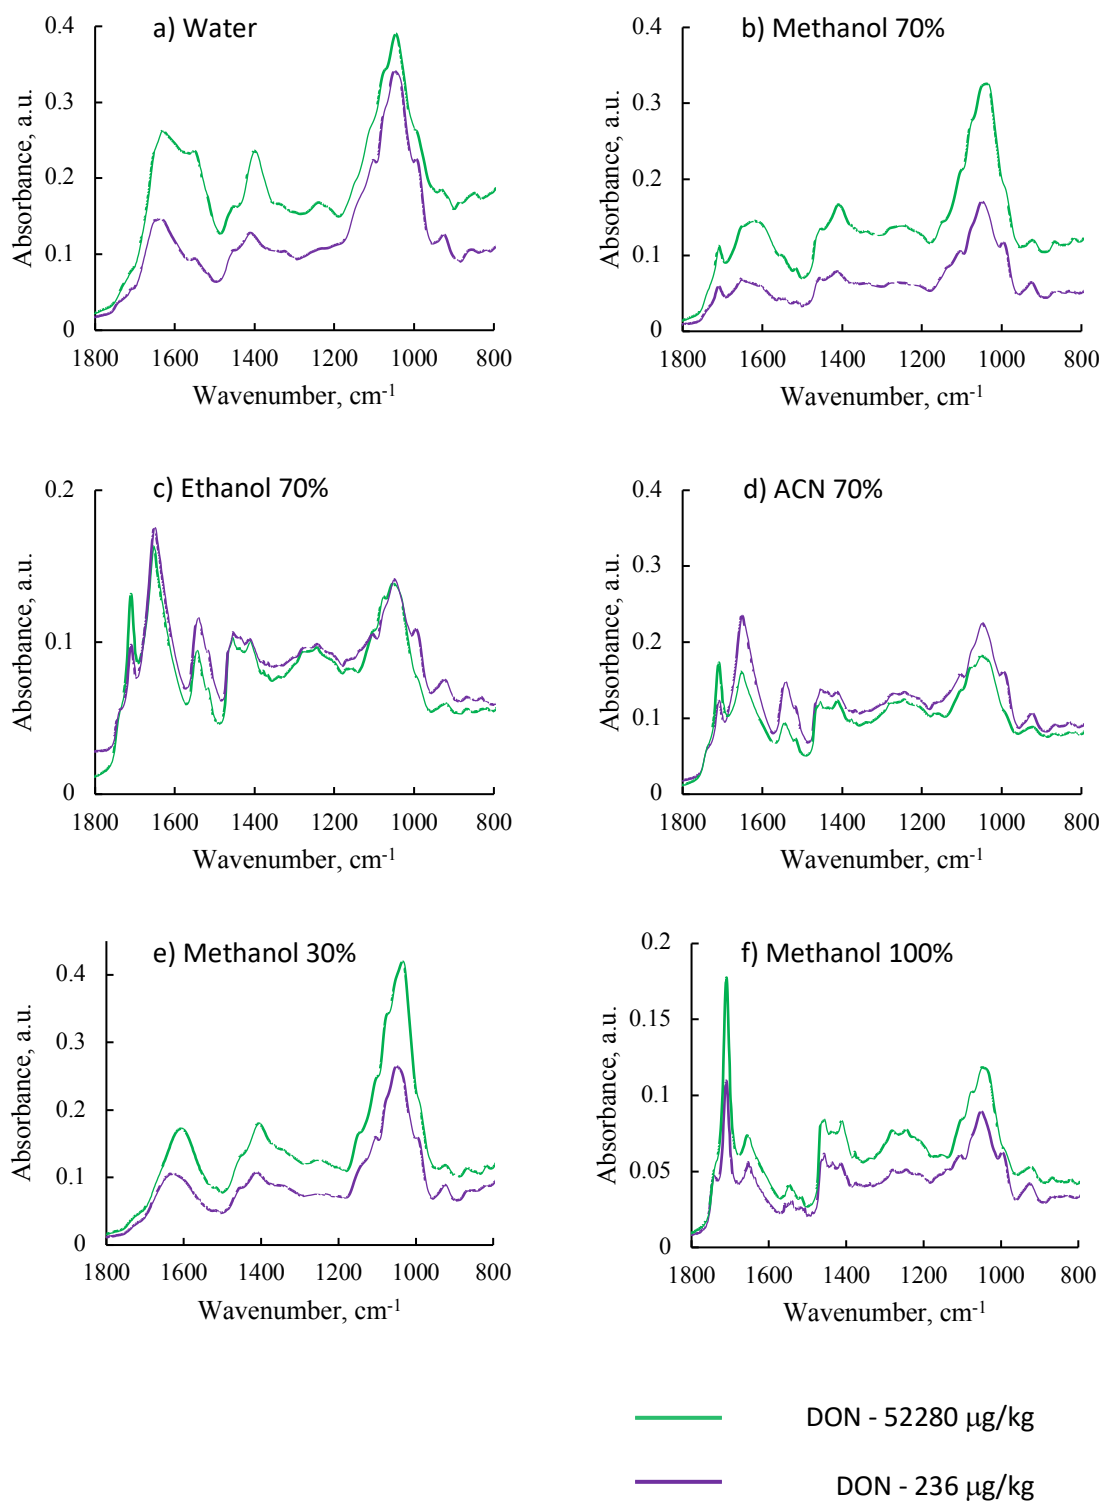 a) Water
0.4
0.3
0.2
0.1
0
Absorbance, a.u.
1800 1600 1400 1200 1000 800
Wavenumber, cm-1
b) Methanol 70%
0.4
0.3
0.2
0.1
0
Absorbance, a.u.
1800 1600 1400 1200 1000 800
Wavenumber, cm-1
c) Ethanol 70%
0.2
0.1
0
Absorbance, a.u.
1800 1600 1400 1200 1000 800
Wavenumber, cm-1
d) ACN 70%
0.4
0.3
0.2
0.1
0
Absorbance, a.u.
1800 1600 1400 1200 1000 800
Wavenumber, cm-1
e) Methanol 30%
0.4
0.3
0.2
0.1
0
Absorbance, a.u.
1800 1600 1400 1200 1000 800
Wavenumber, cm-1
f) Methanol 100%
0.2
0.15
0.1
0.05
0
Absorbance, a.u.
1800 1600 1400 1200 1000 800
Wavenumber, cm-1
DON - 52280 µg/kg
DON - 236 µg/kg